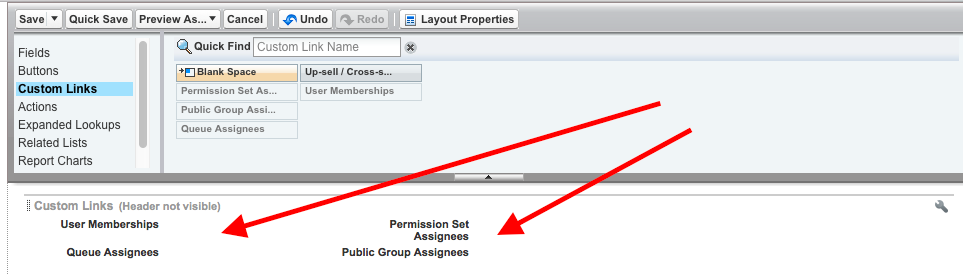 Save Quick Save Preview As... Cancel Undo Redo Layout Properties
Fields
Buttons
Custom Links
Actions
Expanded Lookups
Related Lists
Report Charts
Quick Find Custom Link Name
Blank Space Up-sell / Cross-s...
Permission Set As... User Memberships
Public Group Assi...
Queue Assignees
Custom Links (Header not visible)
User Memberships Permission Set
Assignees
Queue Assignees Public Group Assignees